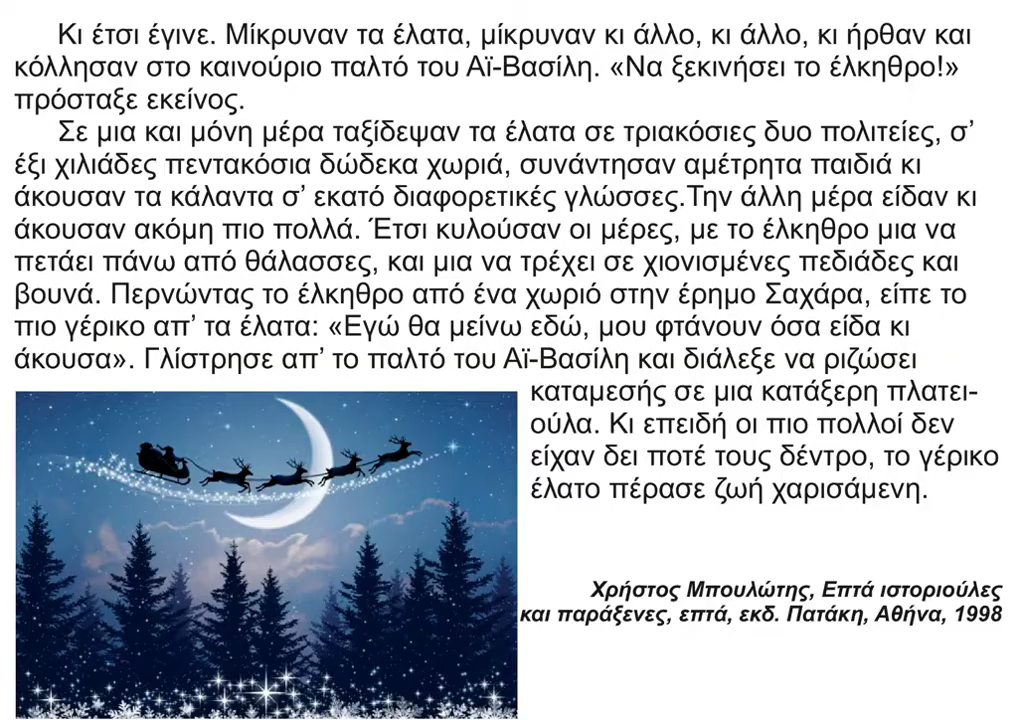 Κι έτσι έγινε. Μίκρυναν τα έλατα, μίκρυναν κι άλλο, κι άλλο, κι ήρθαν και
κόλλησαν στο καινούριο παλτό του Αϊ-Βασίλη. «Να ξεκινήσει το έλκηθρο!»
πρόσταξε εκείνος.
Σε μια και μόνη μέρα ταξίδεψαν τα έλατα σε τριακόσιες δυο πολιτείες, σ’
έξι χιλιάδες πεντακόσια δώδεκα χωριά, συνάντησαν αμέτρητα παιδιά κι
άκουσαν τα κάλαντα σ’ εκατό διαφορετικές γλώσσες.Την άλλη μέρα είδαν κι
άκουσαν ακόμη πιο πολλά. Έτσι κυλούσαν οι μέρες, με το έλκηθρο μια να
πετάει πάνω από θάλασσες, και μια να τρέχει σε χιονισμένες πεδιάδες και
βουνά. Περνώντας το έλκηθρο από ένα χωριό στην έρημο Σαχάρα, είπε το
πιο γέρικο απ’ τα έλατα: «Εγώ θα μείνω εδώ, μου φτάνουν όσα είδα κι
άκουσα». Γλίστρησε απ’ το παλτό του Αϊ-Βασίλη και διάλεξε να ριζώσει
καταμεσής σε μια κατάξερη πλατει-
ούλα. Κι επειδή οι πιο πολλοί δεν
είχαν δει ποτέ τους δέντρο, το γέρικο
έλατο πέρασε ζωή χαρισάμενη.
Χρήστος Μπουλώτης, Επτά ιστοριούλες
και παράξενες, επτά, εκδ. Πατάκη, Αθήνα, 1998